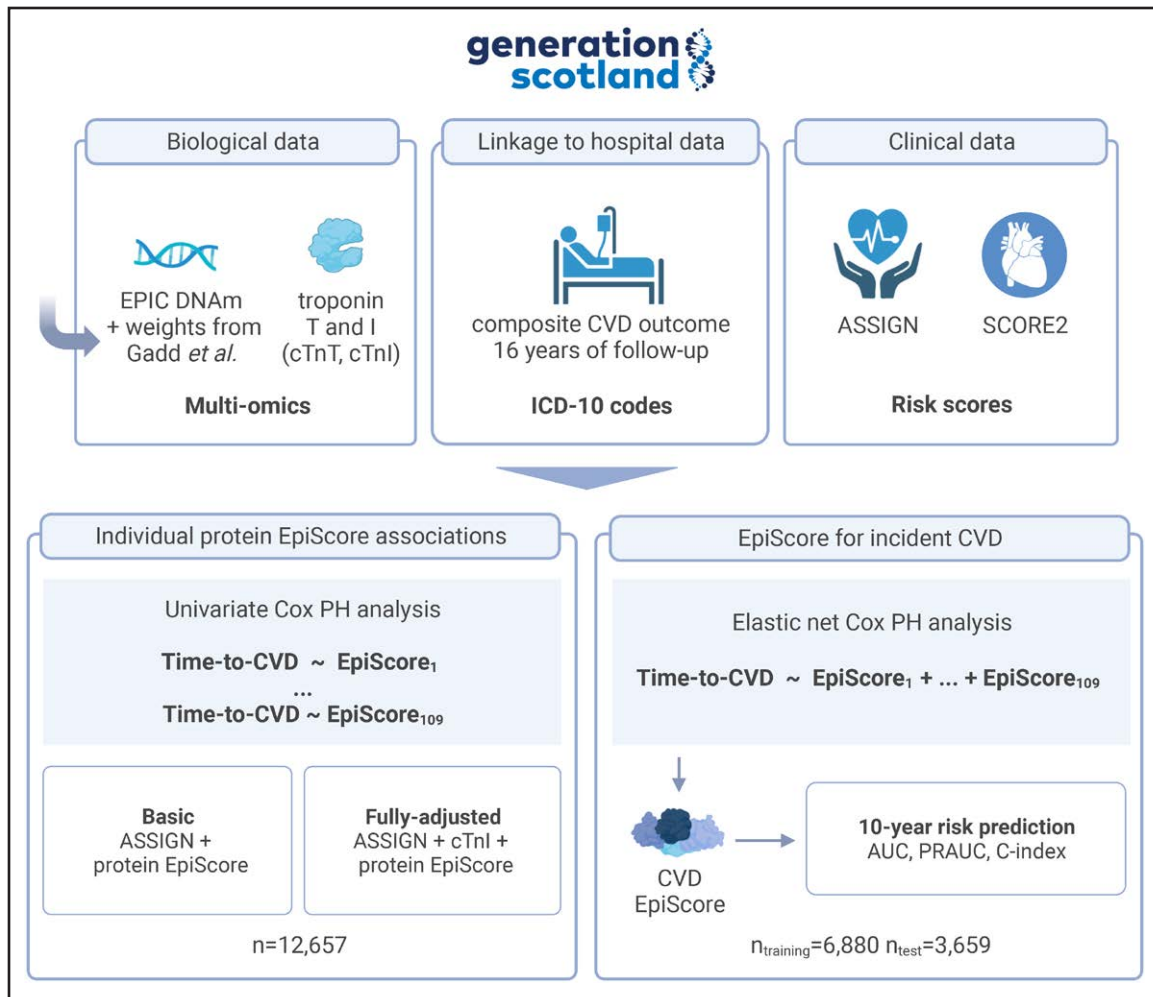 generation
scotland
Biological data
EPIC DNAm
+ weights from
Gadd et al.
troponin
T and I
(cTnT, cTnI)
Multi-omics
Linkage to hospital data
composite CVD outcome
16 years of follow-up
ICD-10 codes
Clinical data
ASSIGN
SCORE2
Risk scores
Individual protein EpiScore associations
Univariate Cox PH analysis
Time-to-CVD ~ EpiScore₁
...
Time-to-CVD ~ EpiScore₁₀₉
Basic
ASSIGN +
protein EpiScore
Fully-adjusted
ASSIGN + cTnI +
protein EpiScore
n=12,657
EpiScore for incident CVD
Elastic net Cox PH analysis
Time-to-CVD ~ EpiScore₁ + ... + EpiScore₁₀₉
CVD
EpiScore
10-year risk prediction
AUC, PRAUC, C-index
ntraining=6,880 ntest=3,659